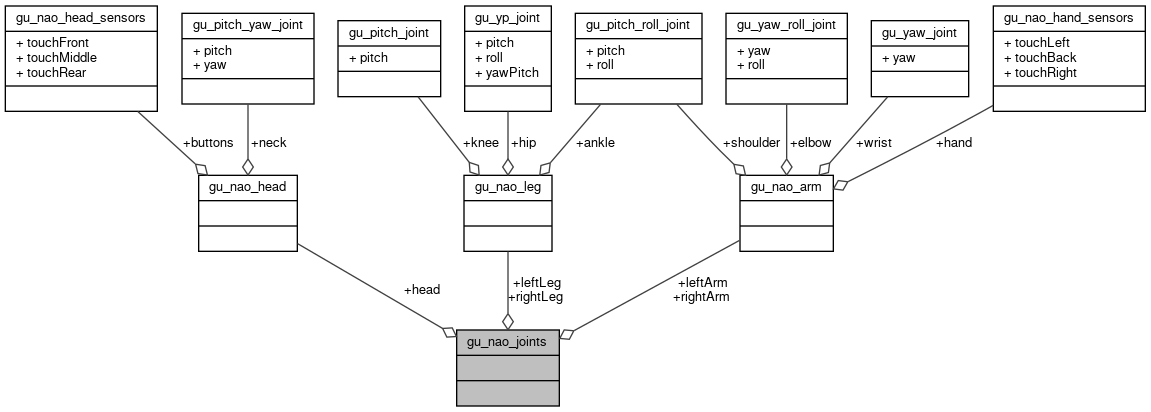 gu_nao_head_sensors
+ touchFront
+ touchMiddle
+ touchRear
gu_pitch_yaw_joint
+ pitch
+ yaw
gu_pitch_joint
+ pitch
gu_yp_joint
+ pitch
+ roll
+ yawPitch
gu_pitch_roll_joint
+ pitch
+ roll
gu_yaw_roll_joint
+ yaw
+ roll
gu_yaw_joint
+ yaw
gu_nao_hand_sensors
+ touchLeft
+ touchBack
+ touchRight
+buttons
+neck
+knee
+hip
+ankle
+shoulder
+elbow
+wrist
+hand
gu_nao_head
gu_nao_leg
gu_nao_arm
+head
+leftLeg
+rightLeg
+leftArm
+rightArm
gu_nao_joints